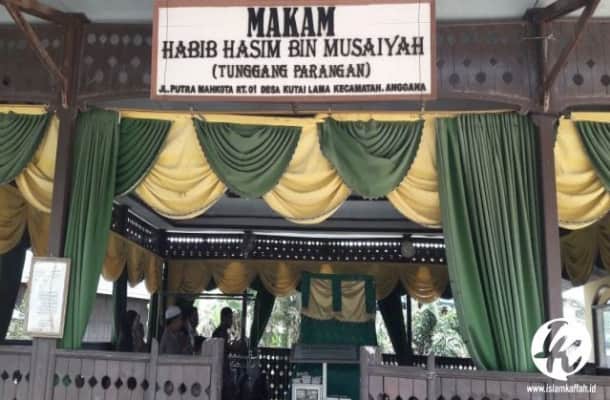 MAKAM
HABIB HASIM BIN MUSAIYAH
(TUNGGANG PARANGAN)
JL. PUTRA MAHKOTA RT. 01 DESA KUTAI LAMA KECAMATAH. ANGGANA
www.islamkaffah.id